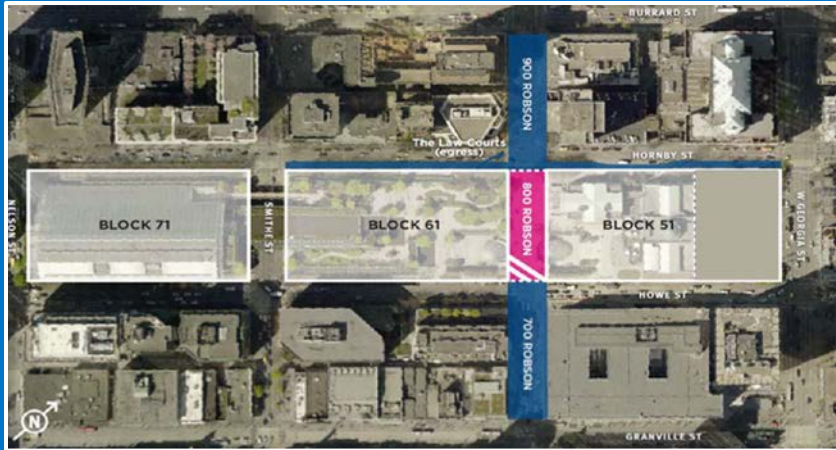 BURRARD ST
900 ROBSON
The Law Courts
(egress)
HORNBY ST
NELSON ST
BLOCK 71
SMITHE ST
BLOCK 61
800 ROBSON
BLOCK 51
W GEORGIA ST
HOWE ST
700 ROBSON
N
GRANVILLE ST